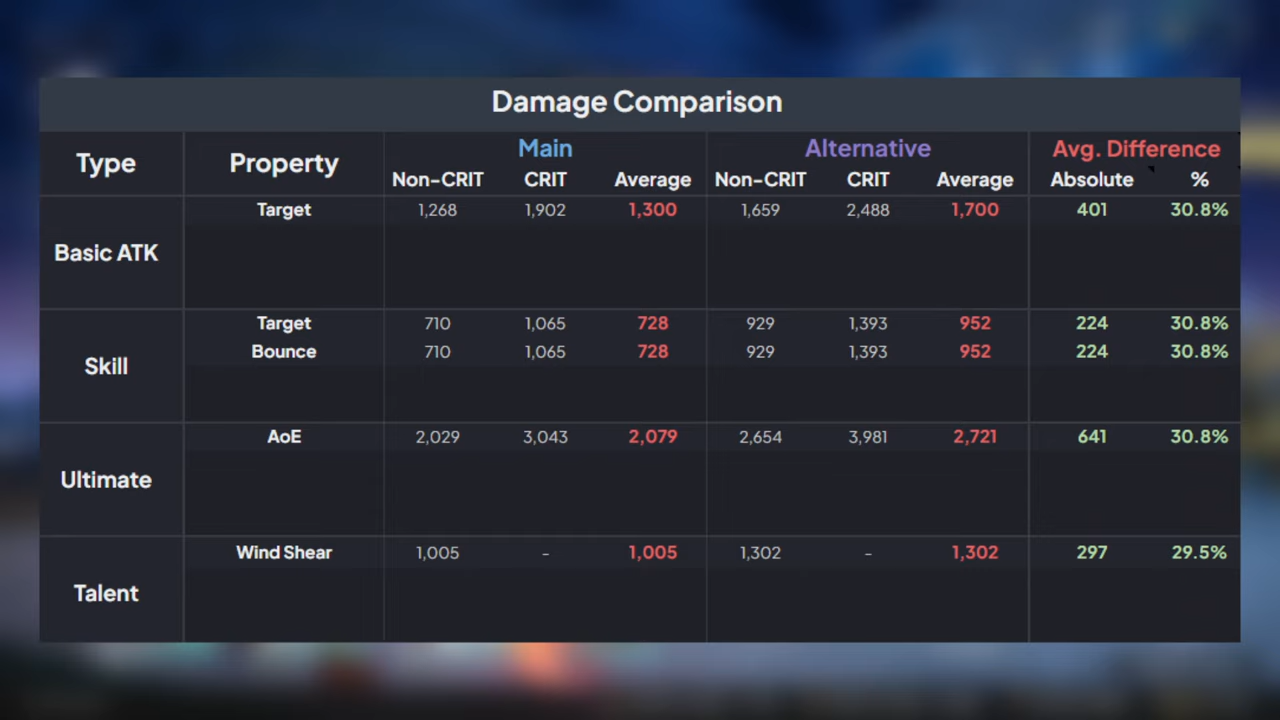 Damage Comparison
Type Property Main Alternative Avg. Difference
Non-CRIT CRIT Average Non-CRIT CRIT Average Absolute %
Basic ATK Target 1,268 1,902 1,300 1,659 2,488 1,700 401 30.8%
Skill Target 710 1,065 728 929 1,393 952 224 30.8%
Bounce 710 1,065 728 929 1,393 952 224 30.8%
Ultimate AoE 2,029 3,043 2,079 2,654 3,981 2,721 641 30.8%
Talent Wind Shear 1,005 - 1,005 1,302 - 1,302 297 29.5%